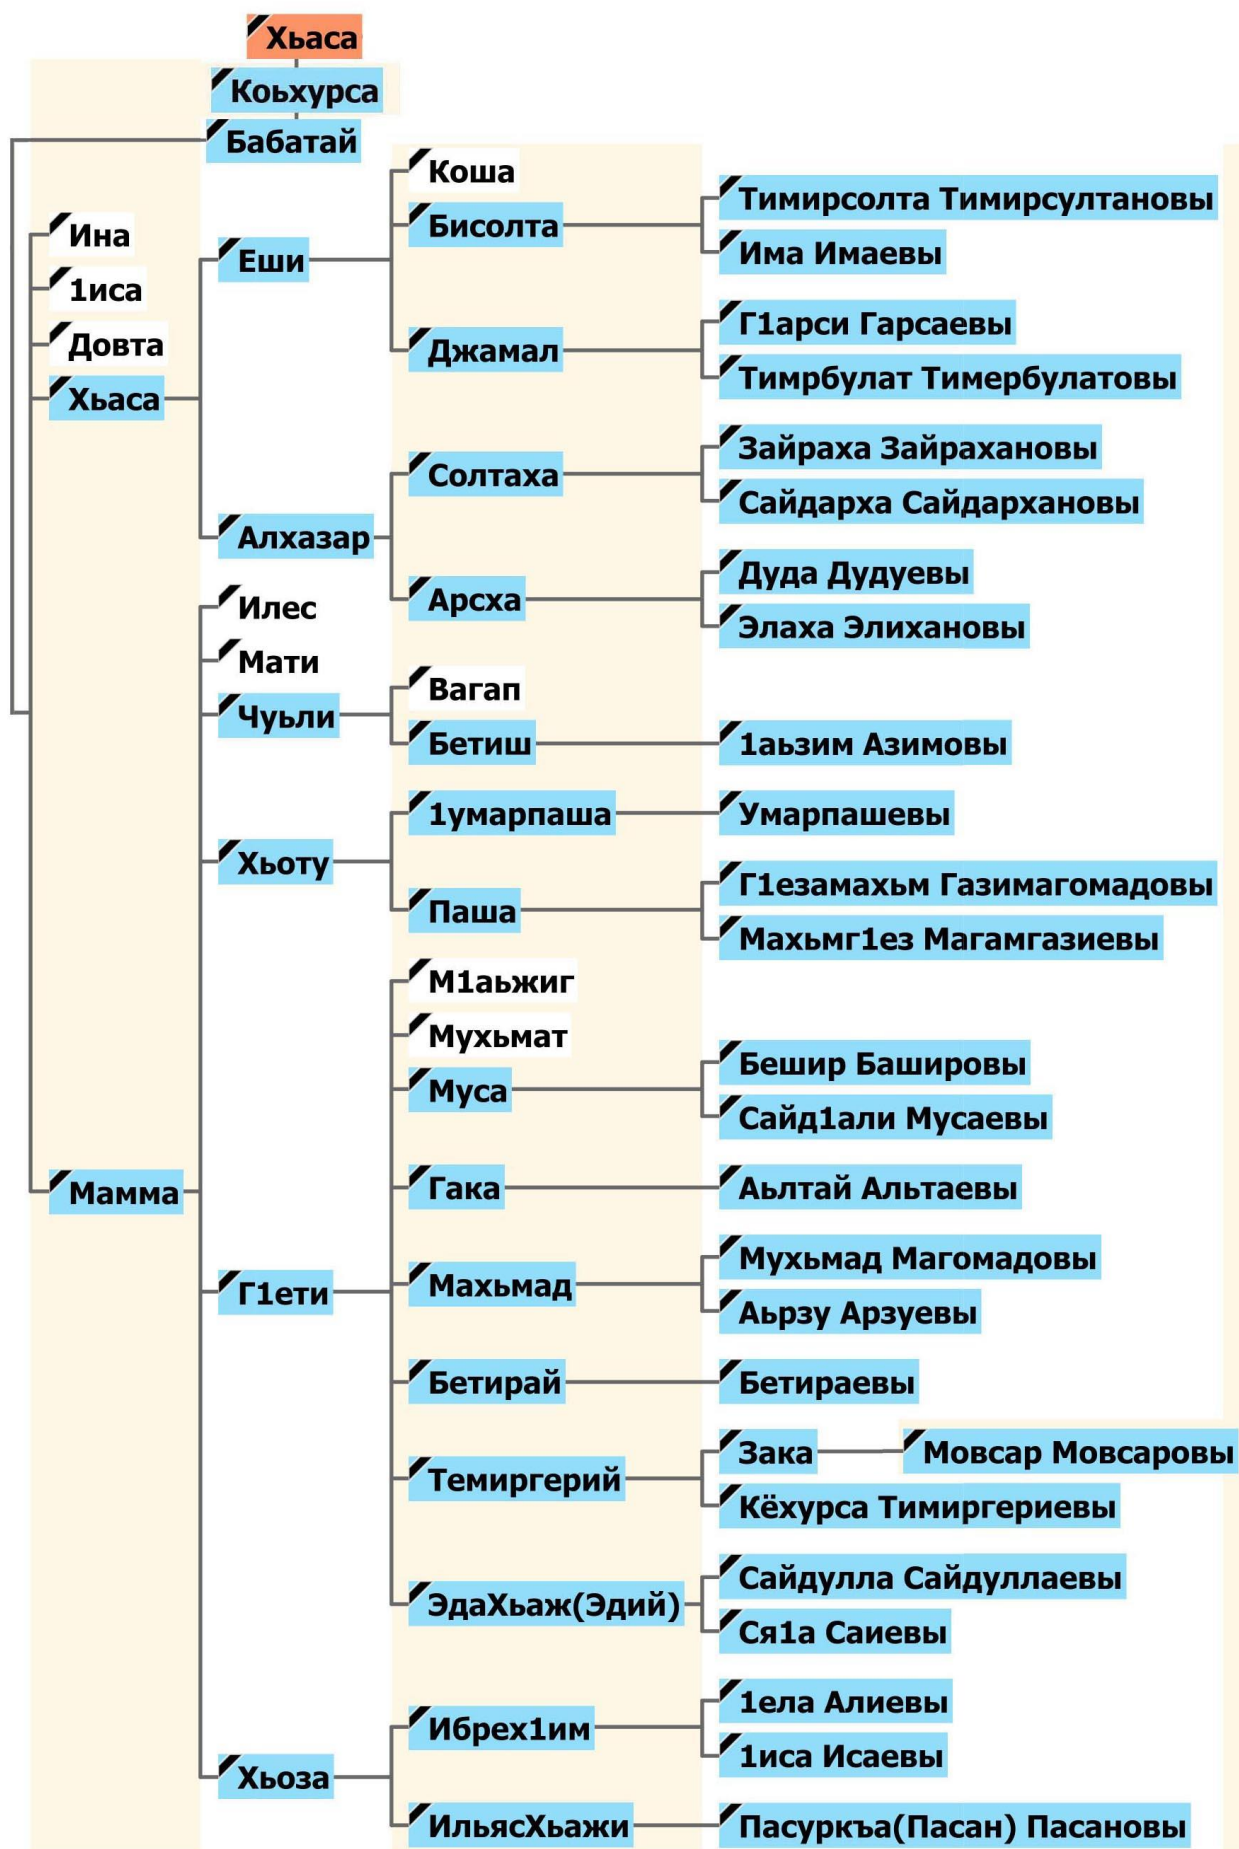 Хьаса
Коьхурса
Бабатай
Ина
1иса
Довта
Хьаса
Еши
Коша
Бисолта
Тимирсолта Тимирсултановы
Има Имаевы
Джамал
Г1арси Гарсаевы
Тимрбулат Тимербулатовы
Алхазар
Солтаха
Зайраха Зайрахановы
Сайдарха Сайдархановы
Арсха
Дуда Дудуевы
Элаха Элихановы
Мамма
Илес
Мати
Чуьли
Вагап
Бетиш
1аьзим Азимовы
Хьоту
1умарпаша
Умарпашевы
Паша
Г1езамахьм Газимагомадовы
Махьмг1ез Магамгазиевы
Г1ети
М1аьжиг
Мухьмат
Муса
Бешир Башировы
Сайд1али Мусаевы
Гака
Аьлтай Альтаевы
Махьмад
Мухьмад Магомадовы
Аьрзу Арзуевы
Бетирай
Бетираевы
Темиргерий
Зака
Мовсар Мовсаровы
Кёхурса Тимиргериевы
ЭдаХьаж(Эдий)
Сайдулла Сайдуллаевы
Ся1а Саиевы
Хьоза
Ибрех1им
1ела Алиевы
1иса Исаевы
ИльясХьажи
Пасуркъа(Пасан) Пасановы